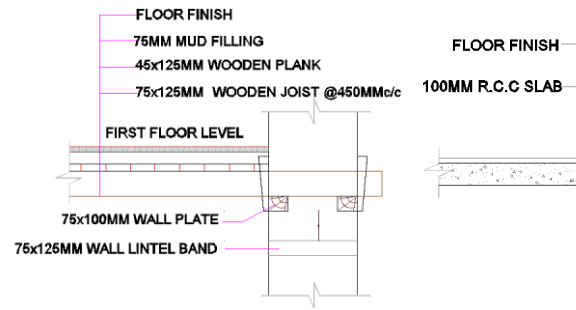 FLOOR FINISH
75MM MUD FILLING
45x125MM WOODEN PLANK
75x125MM WOODEN JOIST @450MMc/c
FIRST FLOOR LEVEL
75x100MM WALL PLATE
75x125MM WALL LINTEL BAND
FLOOR FINISH
100MM R.C.C SLAB